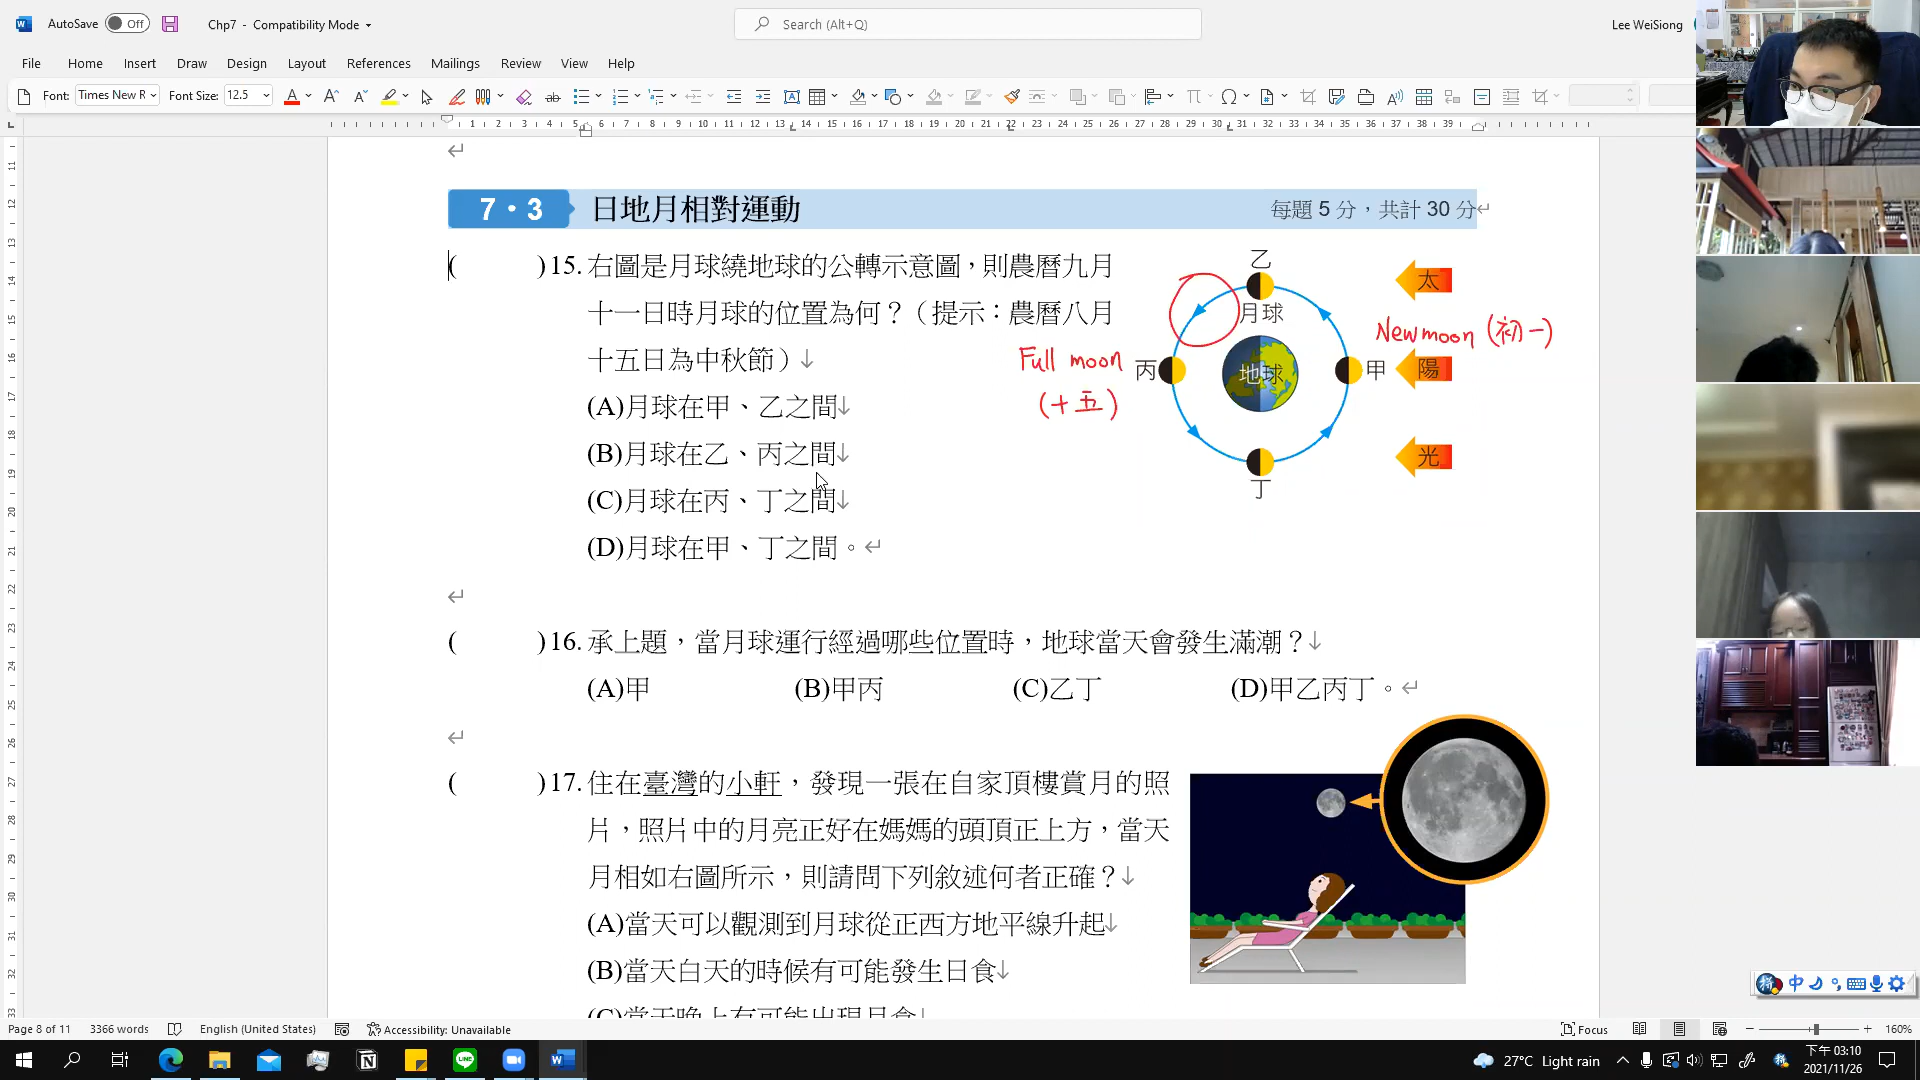 AutoSave Off Chp7 - Compatibility Mode Search (Alt+Q) Lee WeiSiong
File Home Insert Draw Design Layout References Mailings Review View Help
Font: Times New R Font Size: 12.5
7・3 日地月相對運動 每題 5 分，共計 30 分
( )15. 右圖是月球繞地球的公轉示意圖，則農曆九月
十一日時月球的位置為何？（提示：農曆八月
十五日為中秋節）
(A)月球在甲、乙之間
(B)月球在乙、丙之間
(C)月球在丙、丁之間
(D)月球在甲、丁之間。
乙
月球
丙
地球
甲
丁
太
陽
光
Full moon
(十五)
New moon (初一)
( )16. 承上題，當月球運行經過哪些位置時，地球當天會發生滿潮？
(A)甲 (B)甲丙 (C)乙丁 (D)甲乙丙丁。
( )17. 住在臺灣的小軒，發現一張在自家頂樓賞月的照
片，照片中的月亮正好在媽媽的頭頂正上方，當天
月相如右圖所示，則請問下列敘述何者正確？
(A)當天可以觀測到月球從正西方地平線升起
(B)當天白天的時候有可能發生日食
(C)當天晚上有可能出現月食
中
Page 8 of 11 3366 words English (United States) Accessibility: Unavailable Focus 160%
27°C Light rain
下午 03:10
2021/11/26